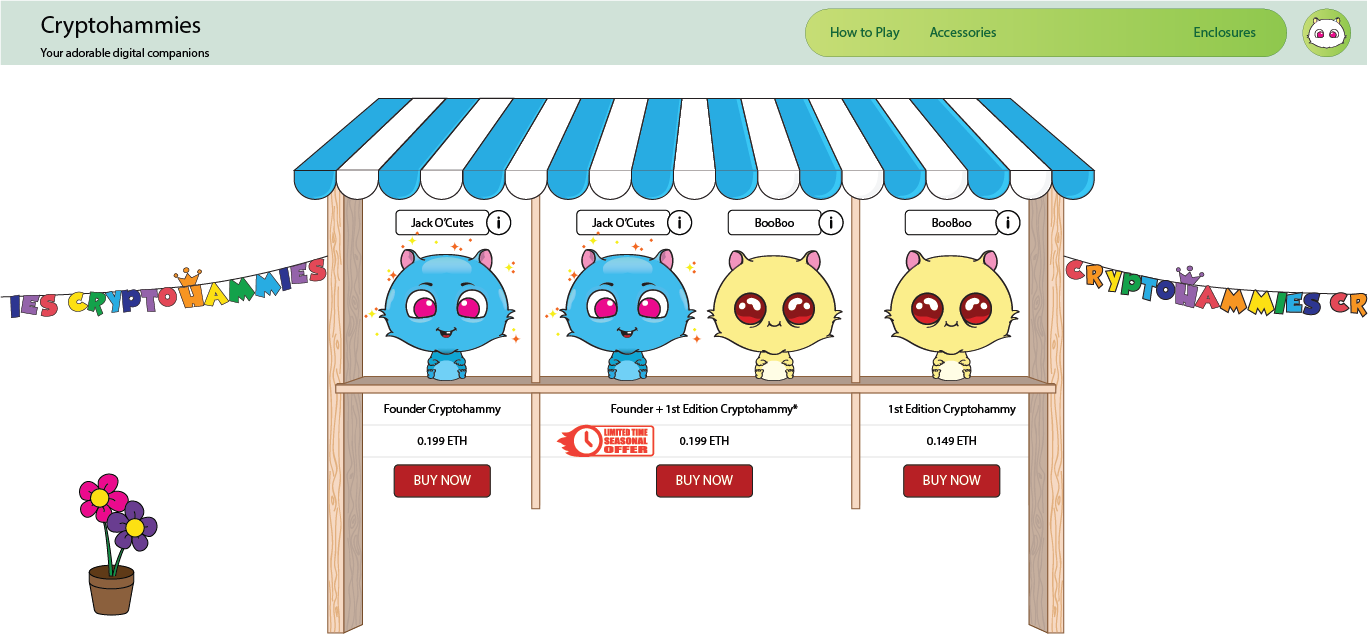 Cryptohammies
Your adorable digital companions
How to Play
Accessories
Enclosures
Jack O'Cutes
i
Jack O'Cutes
i
BooBoo
i
BooBoo
i
IES CRYPTOHAMMIES
CRYPTOHAMMIES CR
Founder Cryptohammy
Founder + 1st Edition Cryptohammy*
1st Edition Cryptohammy
0.199 ETH
LIMITED TIME
SEASONAL
OFFER
0.199 ETH
0.149 ETH
BUY NOW
BUY NOW
BUY NOW